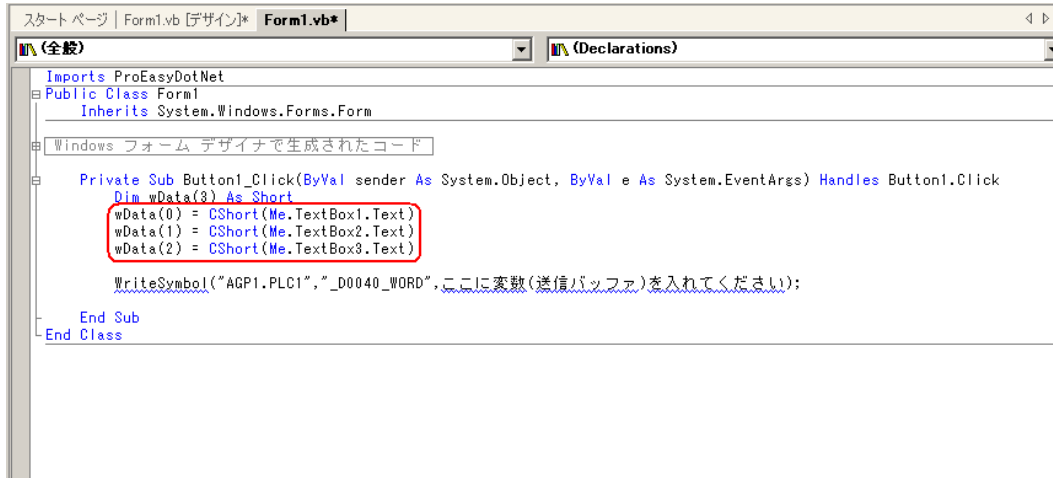 スタート ページ | Form1.vb [デザイン]* Form1.vb*
(全般) (Declarations)
Imports ProEasyDotNet
Public Class Form1
Inherits System.Windows.Forms.Form
Windows フォーム デザイナで生成されたコード
Private Sub Button1_Click(ByVal sender As System.Object, ByVal e As System.EventArgs) Handles Button1.Click
Dim wData(3) As Short
wData(0) = CShort(Me.TextBox1.Text)
wData(1) = CShort(Me.TextBox2.Text)
wData(2) = CShort(Me.TextBox3.Text)
WriteSymbol("AGP1.PLC1","_D0040_WORD",ここに変数(送信バッファ)を入れてください);
End Sub
End Class